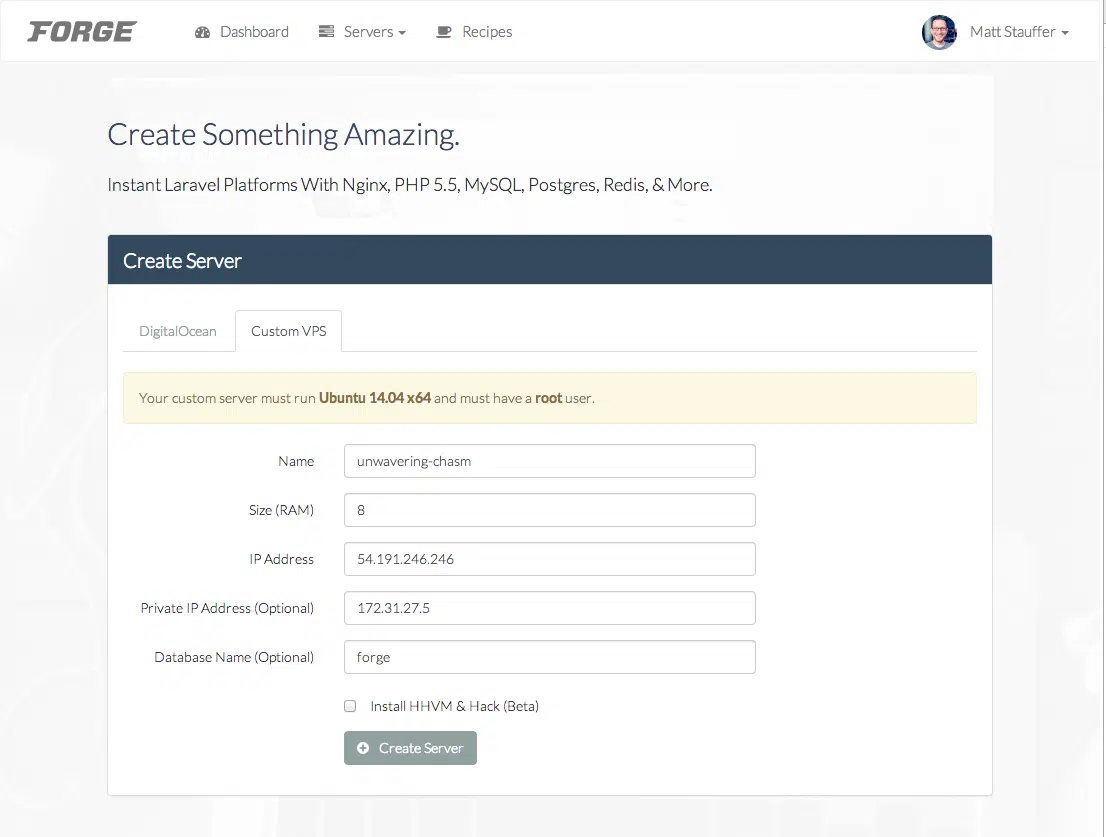 FORGE Dashboard Servers Recipes Matt Stauffer
Create Something Amazing.
Instant Laravel Platforms With Nginx, PHP 5.5, MySQL, Postgres, Redis, & More.
Create Server
DigitalOcean Custom VPS
Your custom server must run Ubuntu 14.04 x64 and must have a root user.
Name unwavering-chasm
Size (RAM) 8
IP Address 54.191.246.246
Private IP Address (Optional) 172.31.27.5
Database Name (Optional) forge
Install HHVM & Hack (Beta)
Create Server